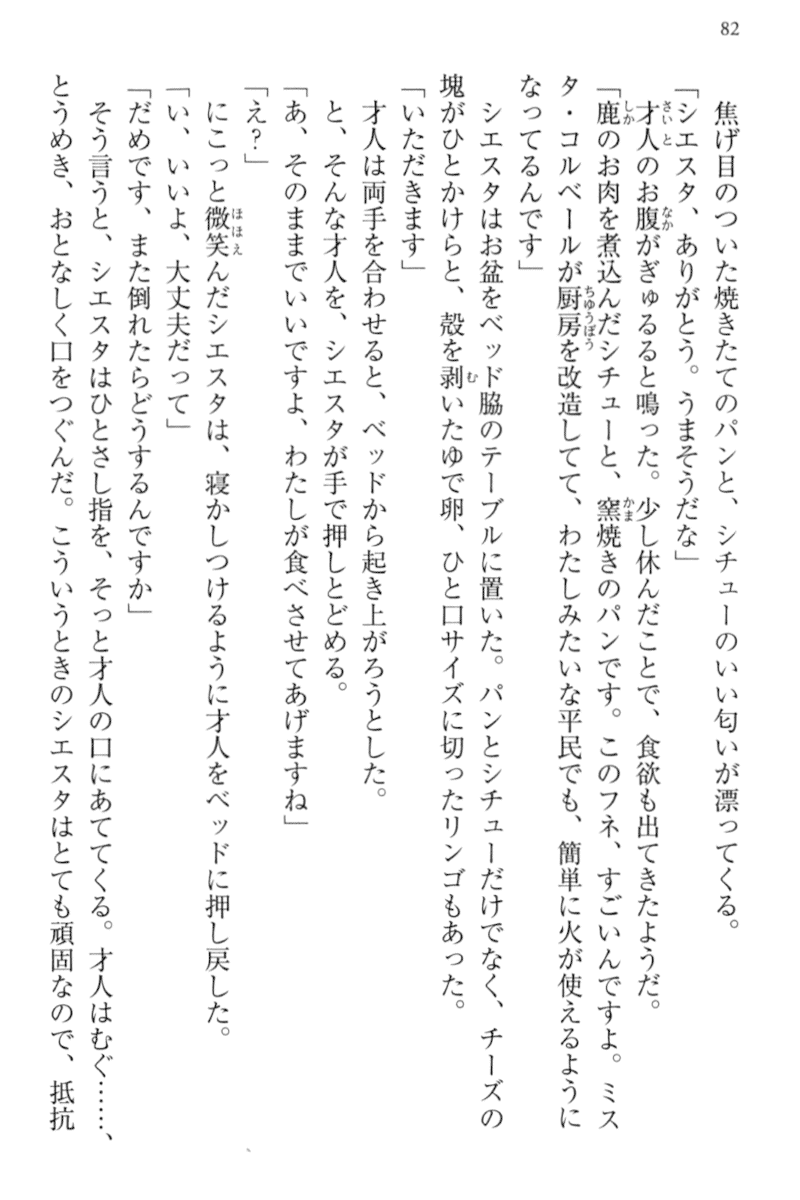 82
焦げ目のついた焼きたてのパンと、シチューのいい匂いが漂ってくる。
「シエスタ、ありがとう。うまそうだな」
才人のお腹がぎゅるると鳴った。少し休んだことで、食欲も出てきたようだ。
「鹿のお肉を煮込んだシチューと、窯焼きのパンです。このフネ、すごいんですよ。ミス
タ・コルベールが厨房を改造してて、わたしみたいな平民でも、簡単に火が使えるように
なってるんです」
シエスタはお盆をベッド脇のテーブルに置いた。パンとシチューだけでなく、チーズの
塊がひとかけらと、殻を剥いたゆで卵、ひと口サイズに切ったリンゴもあった。
「いただきます」
才人は両手を合わせると、ベッドから起き上がろうとした。
と、そんな才人を、シエスタが手で押しとどめる。
「あ、そのままでいいですよ、わたしが食べさせてあげますね」
「え?」
にこっと微笑んだシエスタは、寝かしつけるように才人をベッドに押し戻した。
「い、いいよ、大丈夫だって」
「だめです、また倒れたらどうするんですか」
そう言うと、シエスタはひとさし指を、そっと才人の口にあててくる。才人はむぐ……、
とうめき、おとなしく口をつぐんだ。こういうときのシエスタはとても頑固なので、抵抗